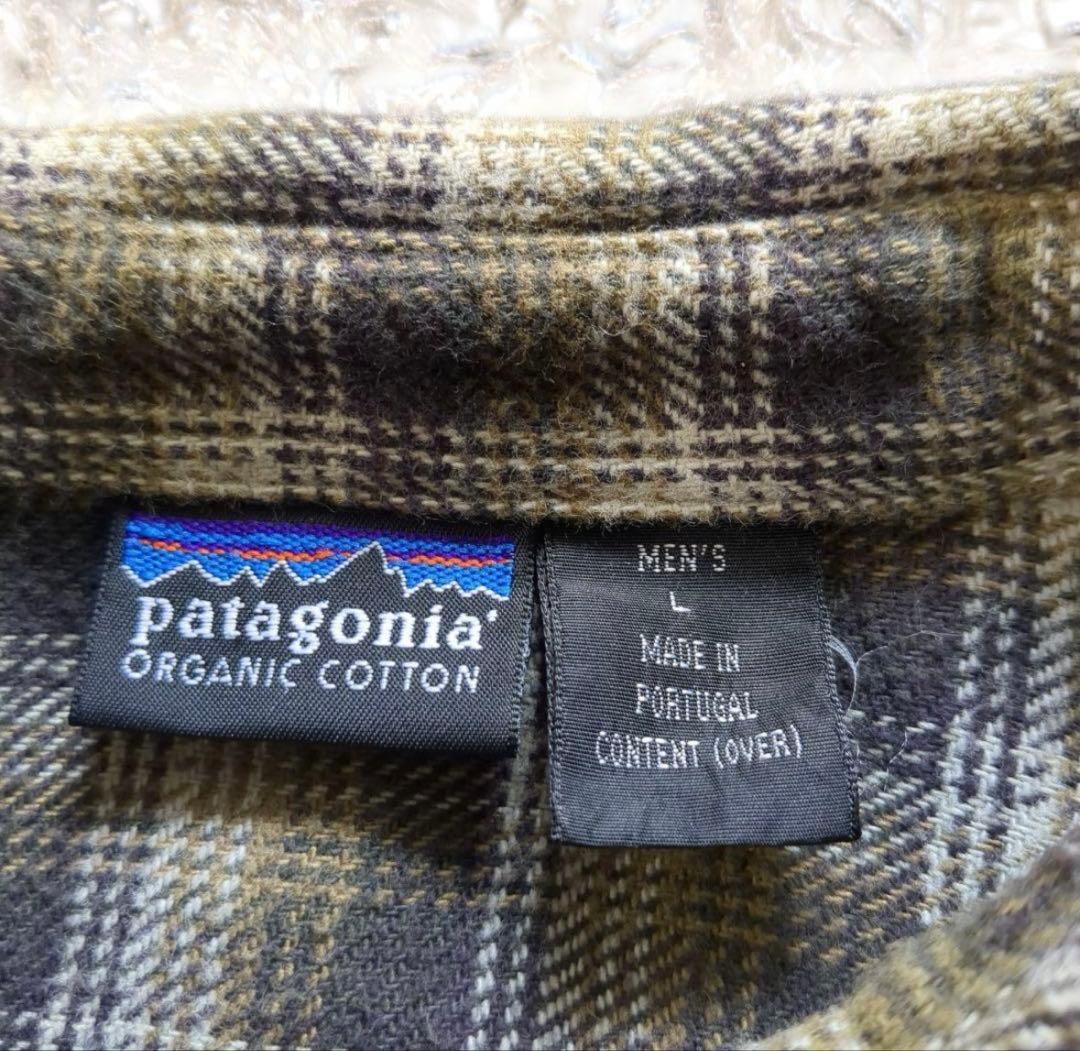 patagonia®
ORGANIC COTTON
MEN'S
L
MADE IN
PORTUGAL
CONTENT (OVER)